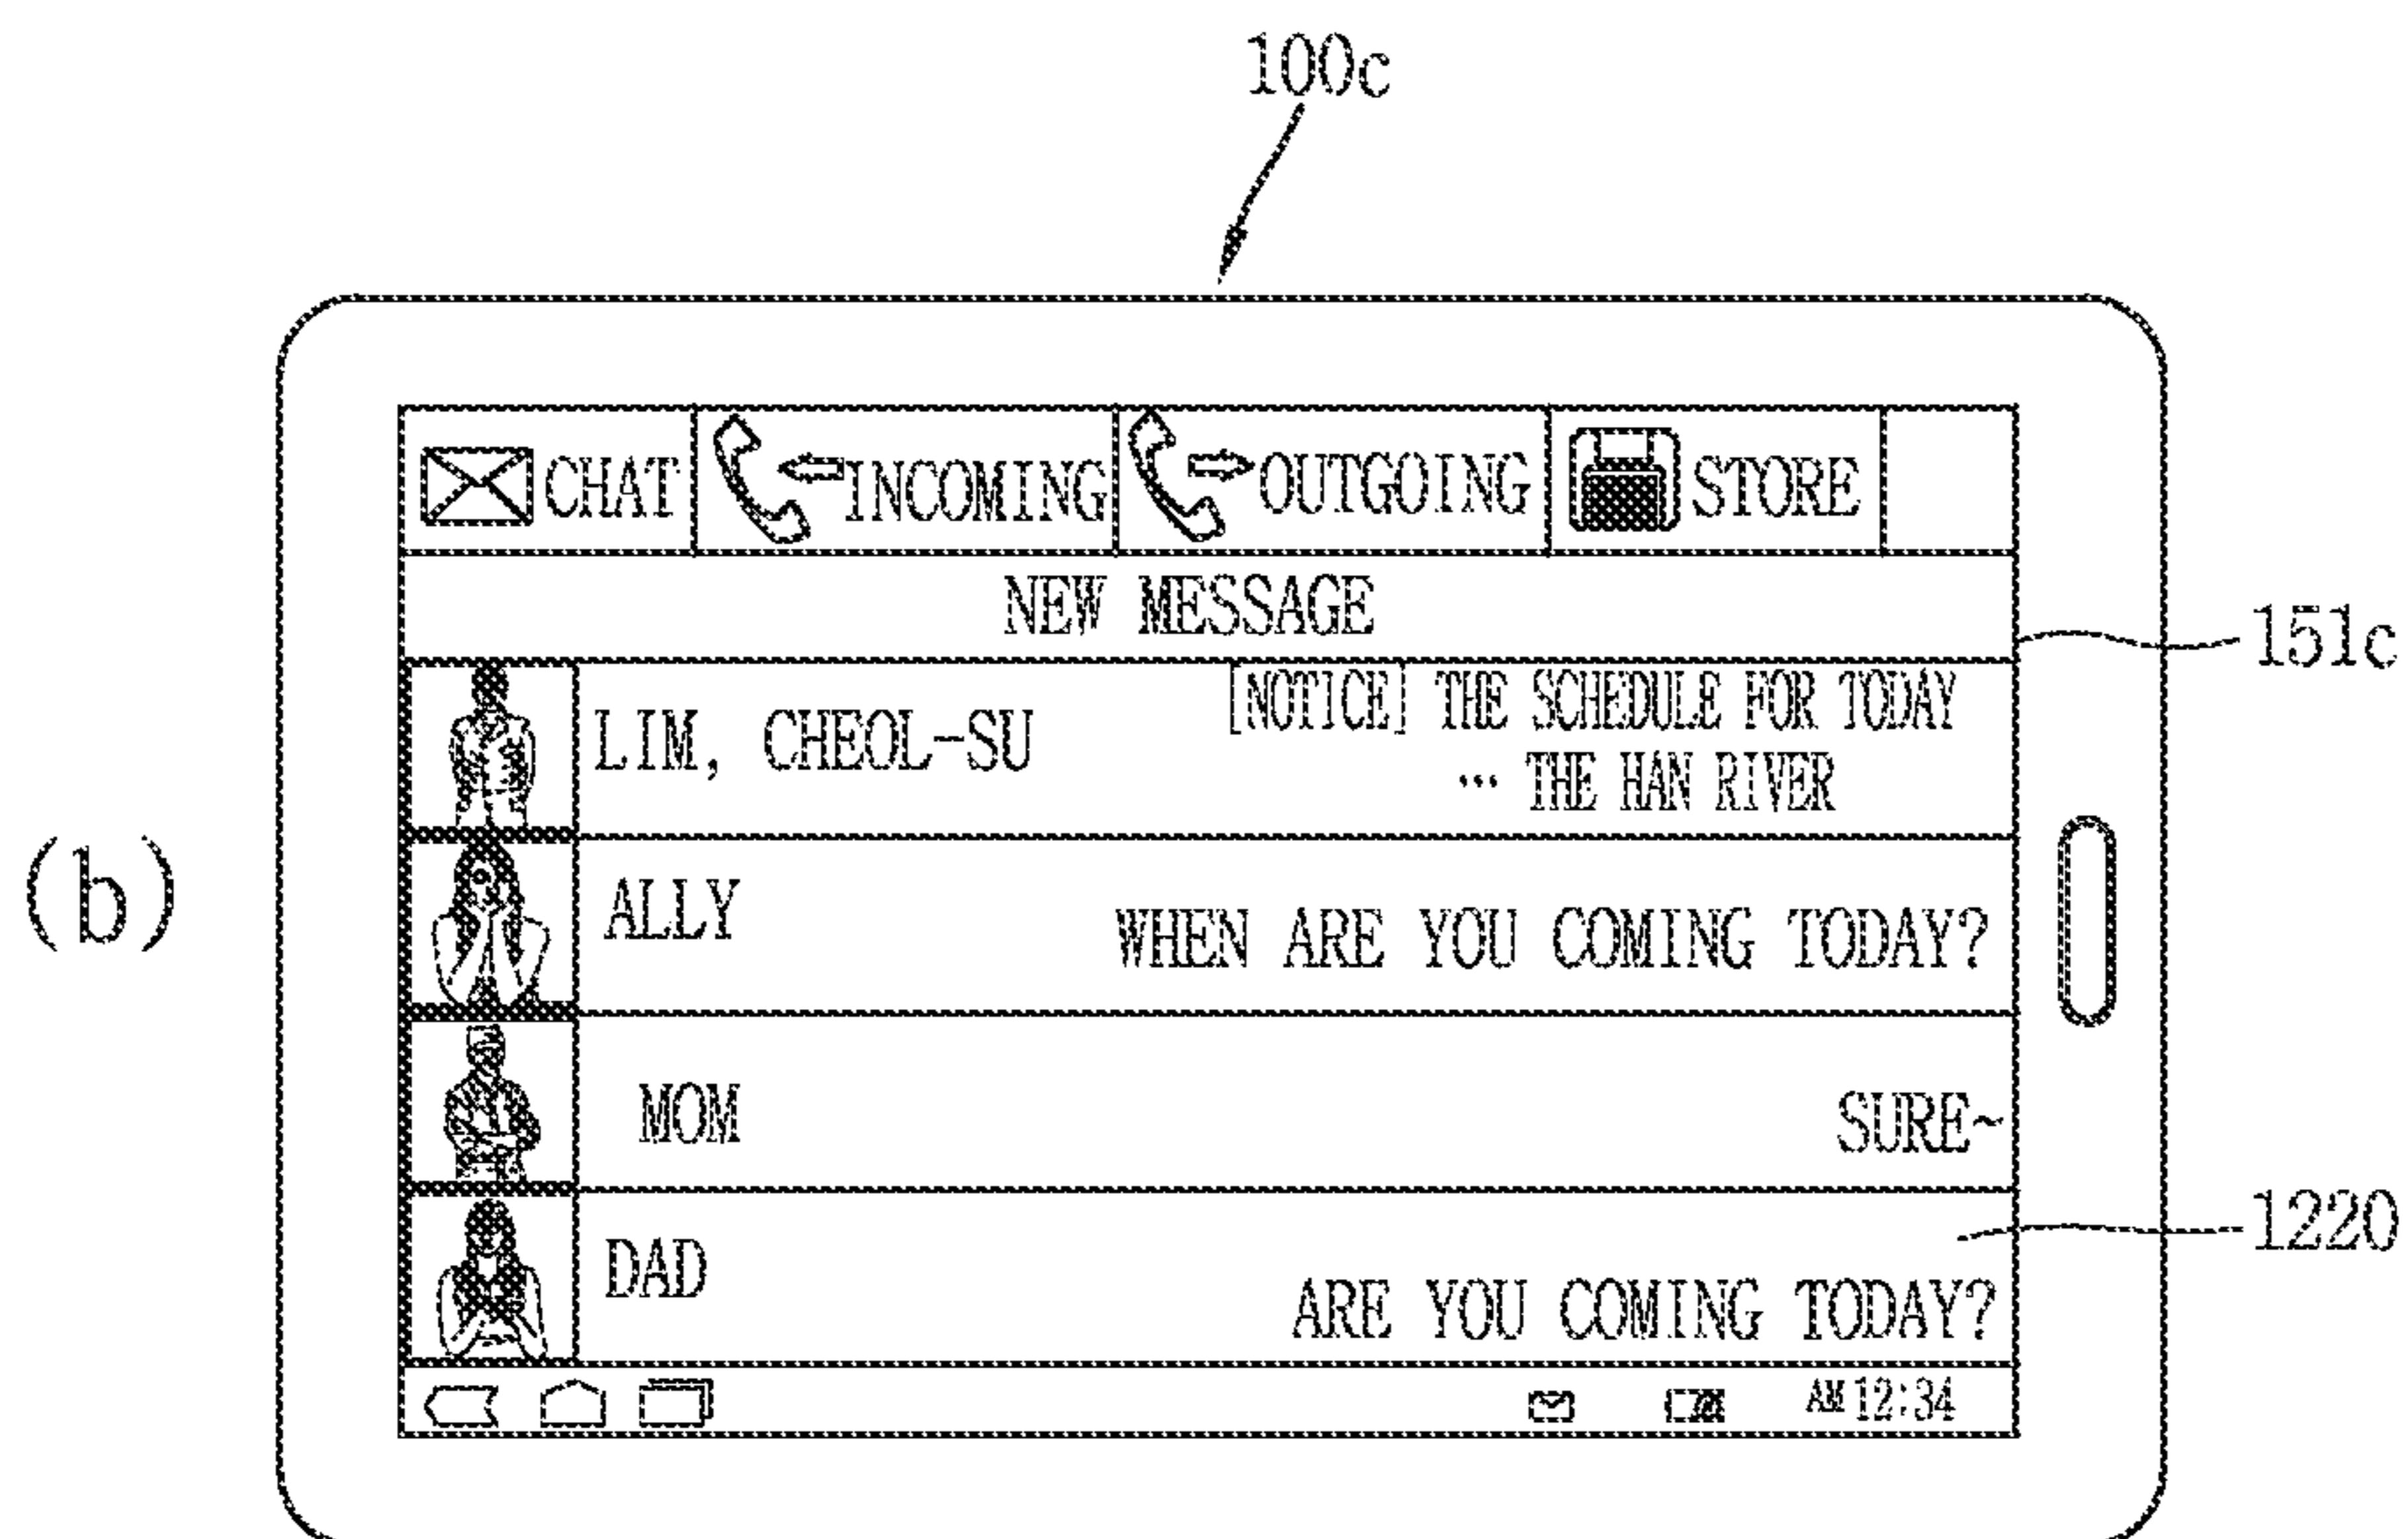 100c
CHAT INCOMING OUTGOING STORE
NEW MESSAGE
151c
LIM, CHEOL-SU
[NOTICE] THE SCHEDULE FOR TODAY
... THE HAN RIVER
(b)
ALLY
WHEN ARE YOU COMING TODAY?
MOM
SURE~
1220
DAD
ARE YOU COMING TODAY?
AM 12:34